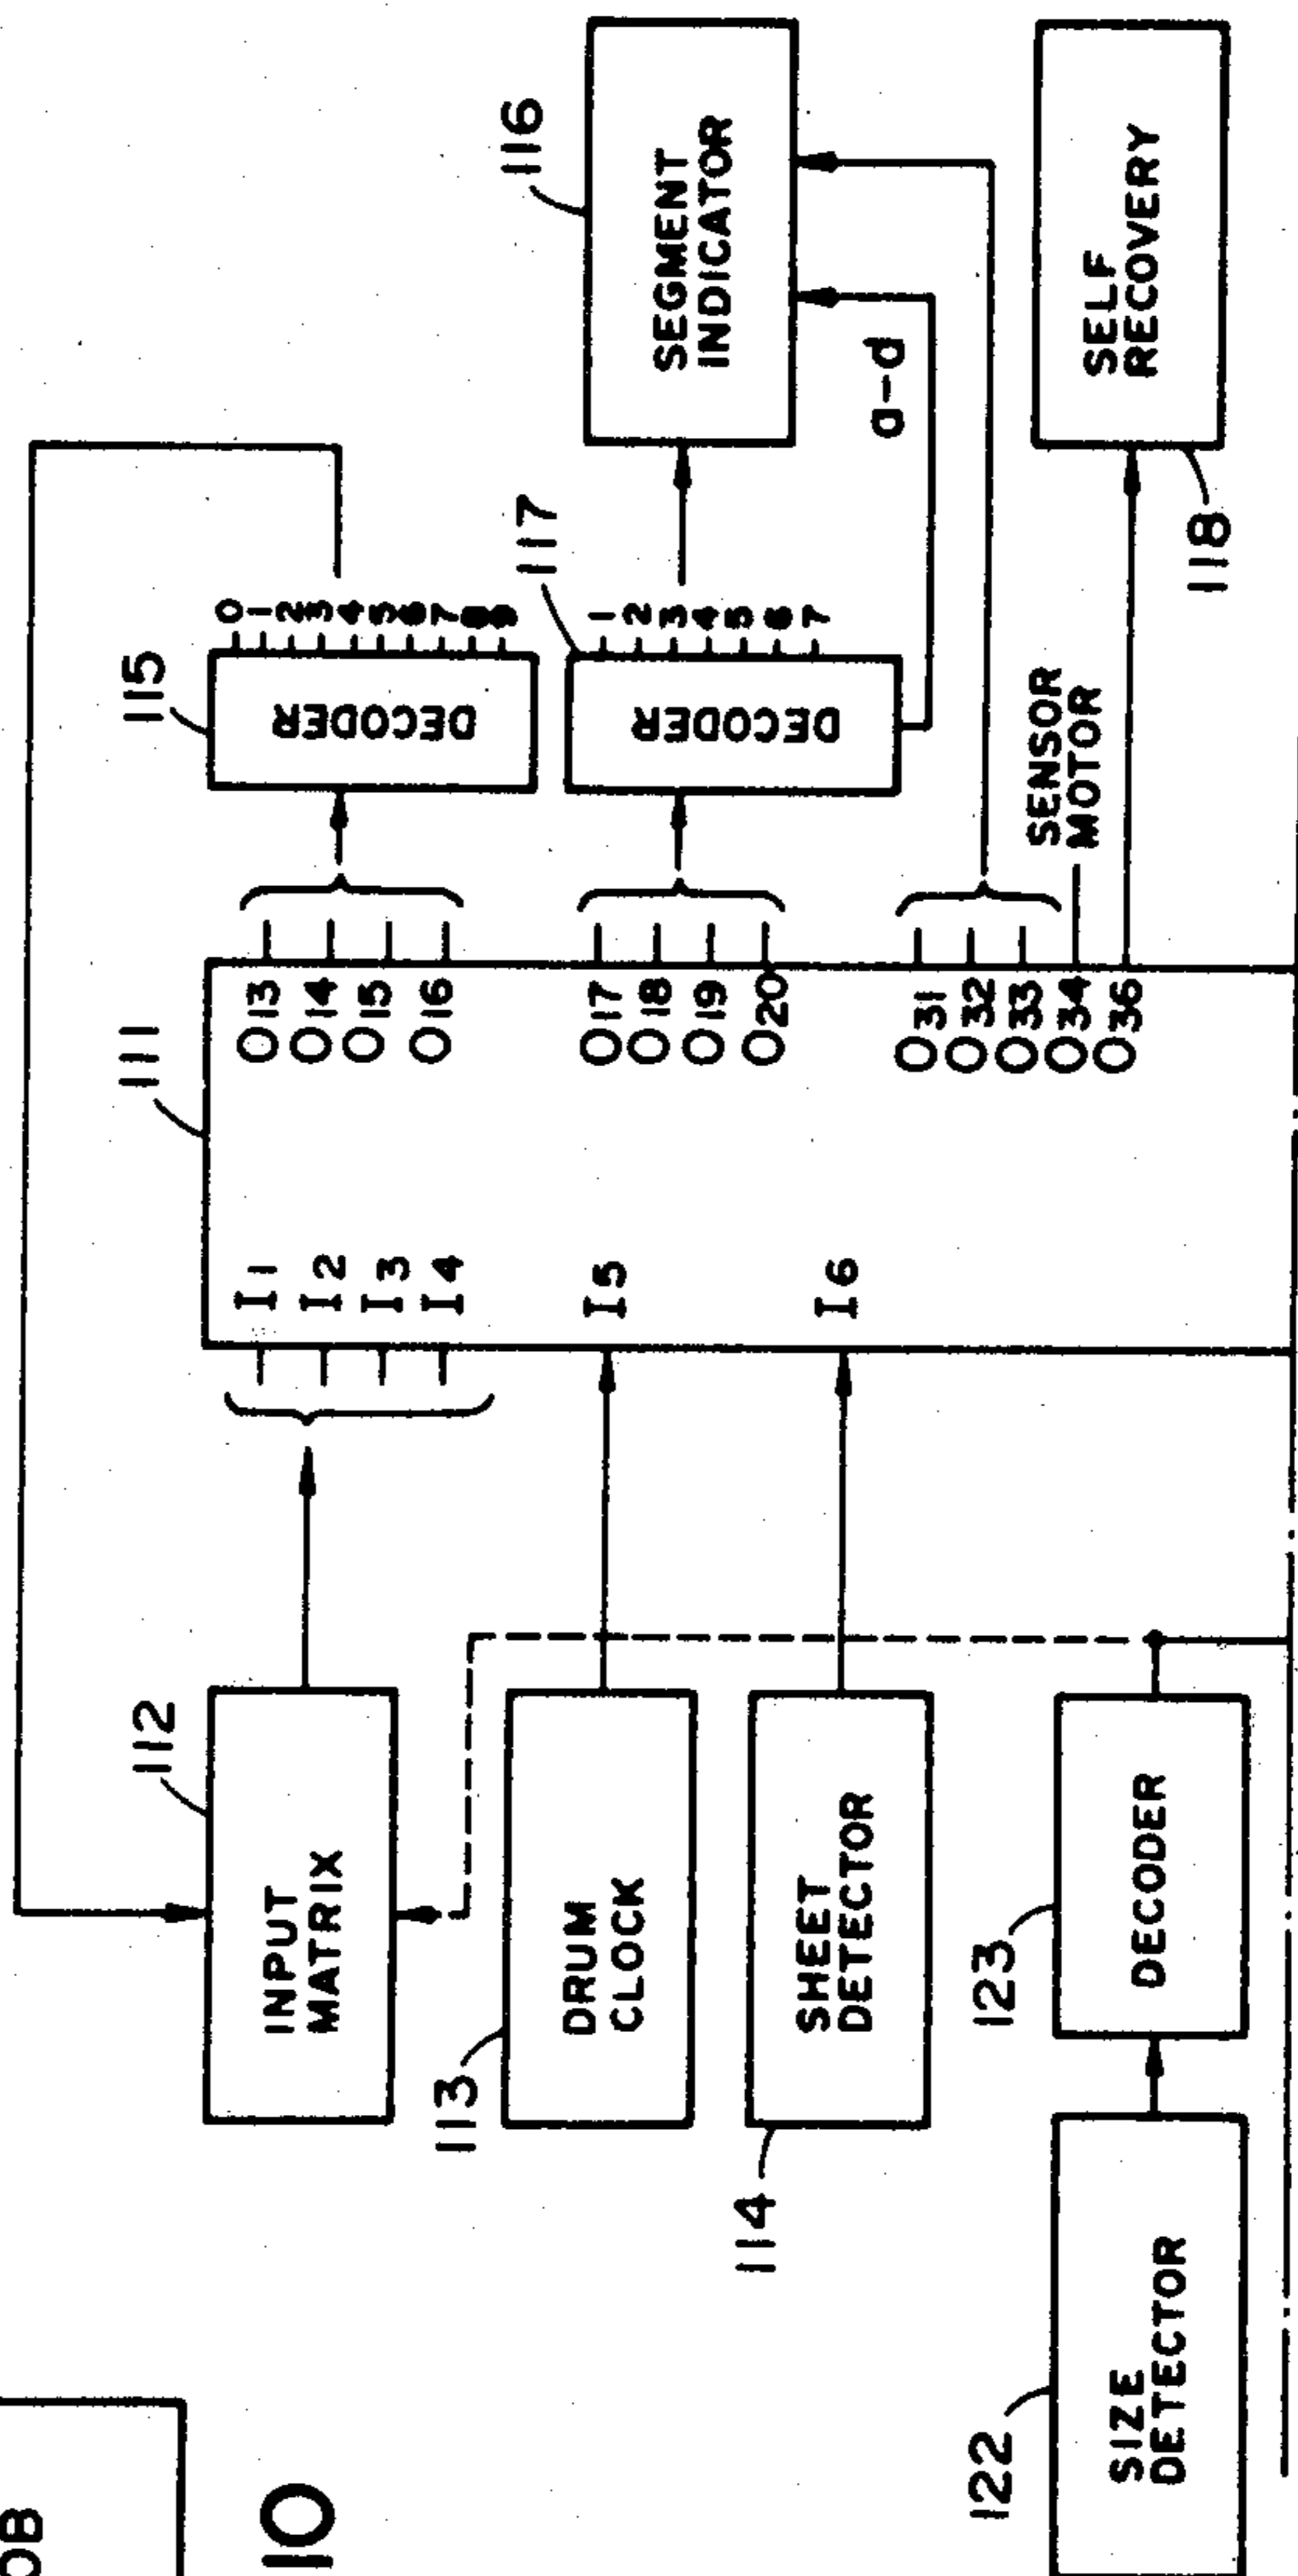 OB
10
111
112
INPUT
MATRIX
113
DRUM
CLOCK
114
SHEET
DETECTOR
122
SIZE
DETECTOR
123
DECODER
I1
I2
I3
I4
I5
I6
O13
O14
O15
O16
O17
O18
O19
O20
O31
O32
O33
O34
O36
115
DECODER
0
1
2
3
4
5
6
7
8
9
117
DECODER
1
2
3
4
5
6
7
116
SEGMENT
INDICATOR
a-d
SENSOR
MOTOR
118
SELF
RECOVERY